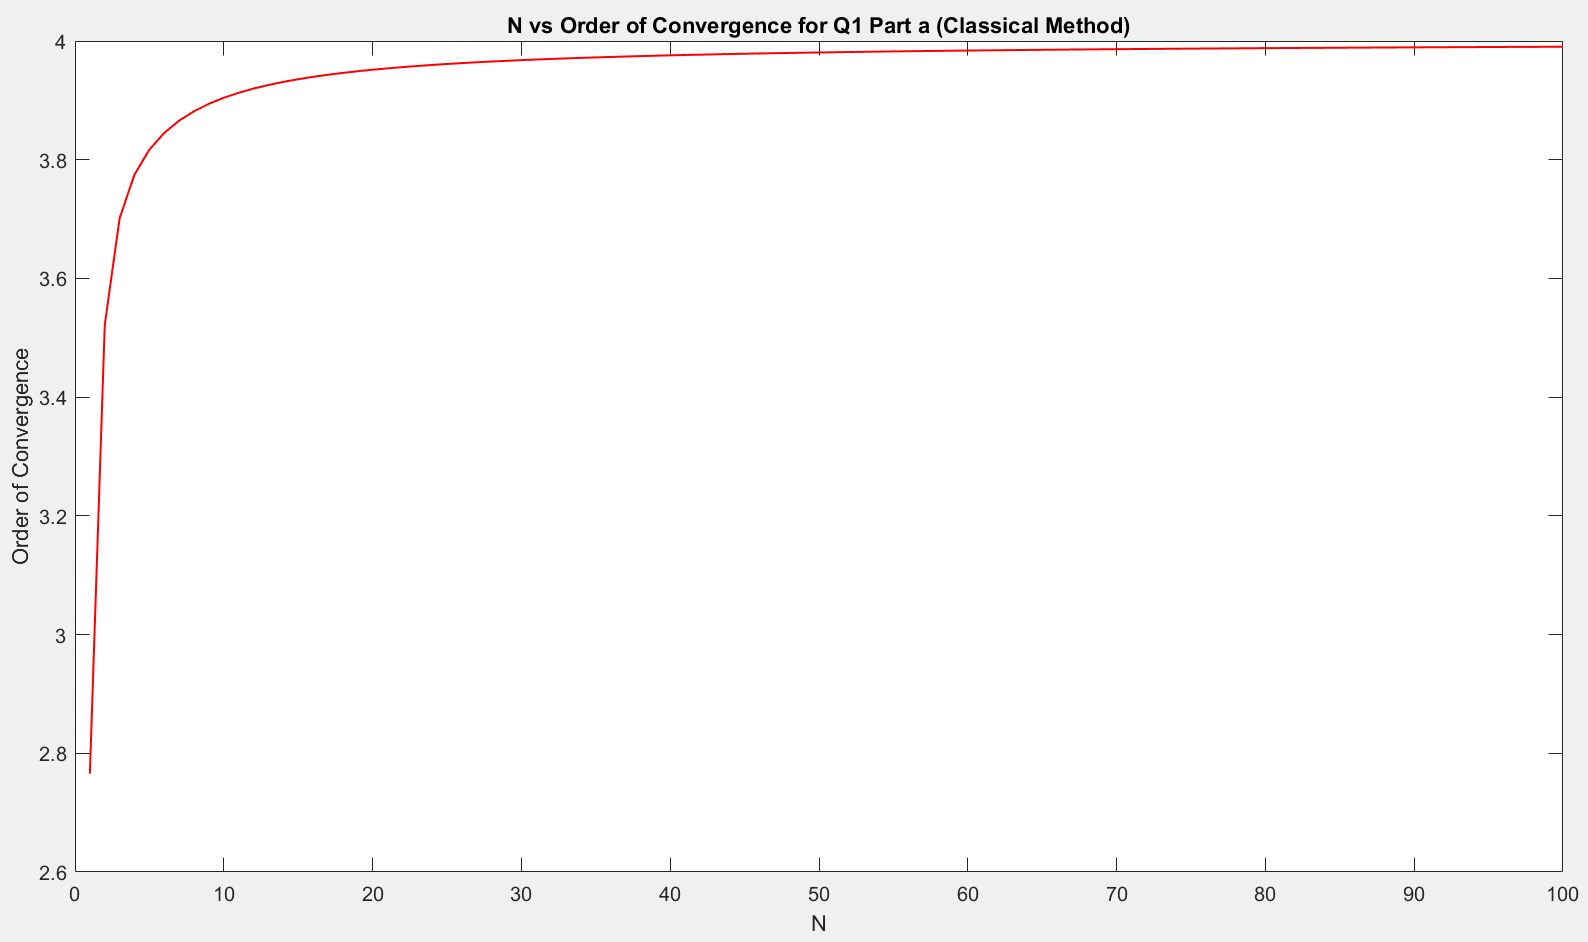 N vs Order of Convergence for Q1 Part a (Classical Method)
4
3.8
3.6
3.4
3.2
3
2.8
2.6
Order of Convergence
0 10 20 30 40 50 60 70 80 90 100
N